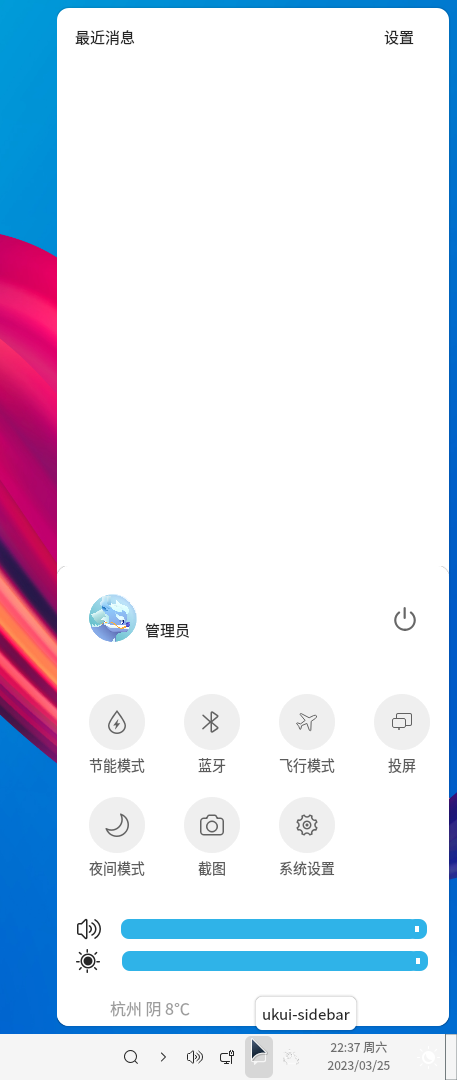 最近消息 设置
管理员
节能模式 蓝牙 飞行模式 投屏
夜间模式 截图 系统设置
杭州 阴 8°C
ukui-sidebar
22:37 周六
2023/03/25